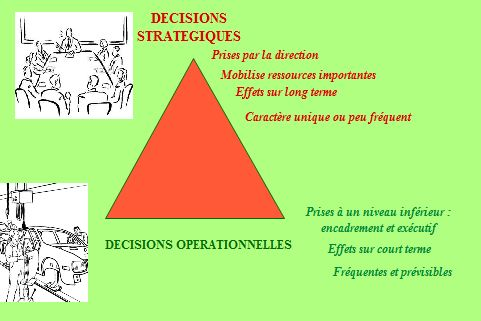 DECISIONS
STRATEGIQUES
Prises par la direction
Mobilise ressources importantes
Effets sur long terme
Caractère unique ou peu fréquent
Prises à un niveau inférieur :
encadrement et exécutif
DECISIONS OPERATIONNELLES
Effets sur court terme
Fréquentes et prévisibles